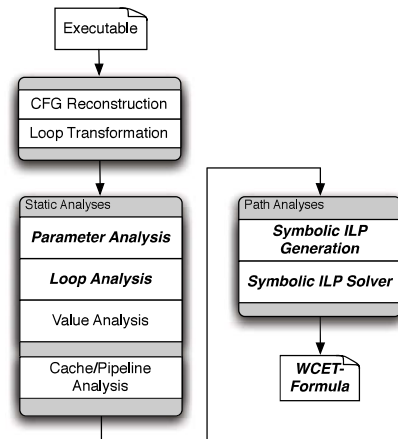 Executable
CFG Reconstruction
Loop Transformation
Static Analyses
Parameter Analysis
Loop Analysis
Value Analysis
Cache/Pipeline
Analysis
Path Analyses
Symbolic ILP
Generation
Symbolic ILP Solver
WCET-
Formula